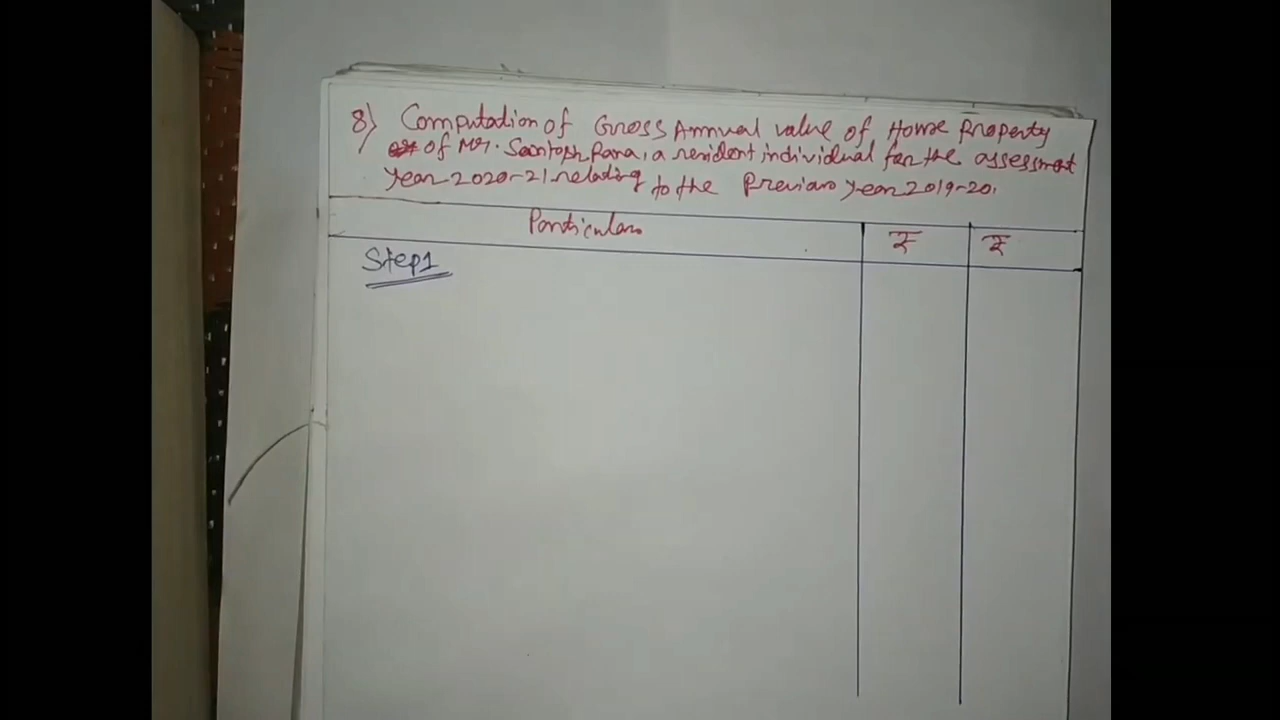 8) Computation of Gross Annual value of House Property
of Mr. Santosh Rana, a resident individual for the assessment
year 2020-21 relating to the Previous year 2019-20.
Particulars ₹ ₹
Step1